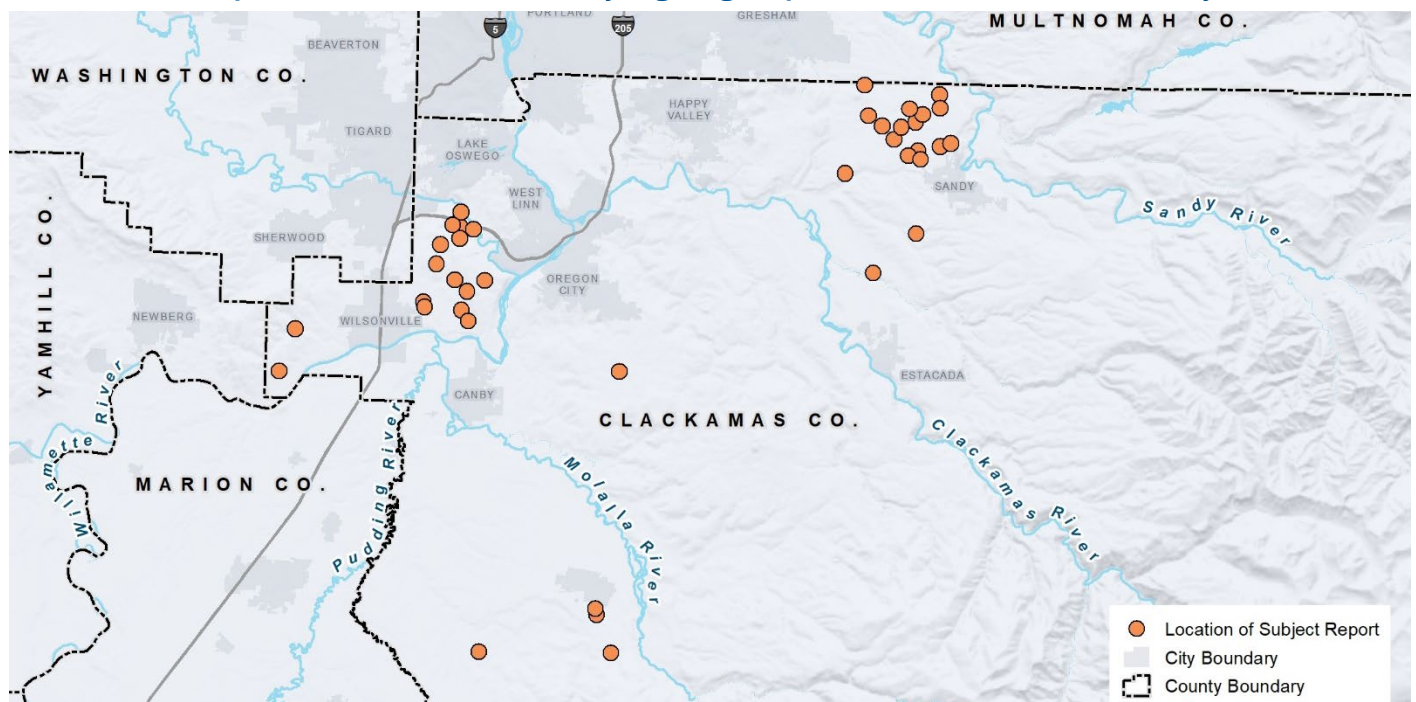 PORTLAND
GRESHAM
MULTNOMAH CO.
5
205
BEAVERTON
WASHINGTON CO.
HAPPY
VALLEY
TIGARD
LAKE
OSWEGO
WEST
LINN
SANDY
Sandy River
YAMHILL CO.
SHERWOOD
OREGON
CITY
NEWBERG
WILSONVILLE
ESTACADA
CANBY
CLACKAMAS CO.
Willamette River
MARION CO.
Pudding River
Molalla River
Clackamas River
Location of Subject Report
City Boundary
County Boundary